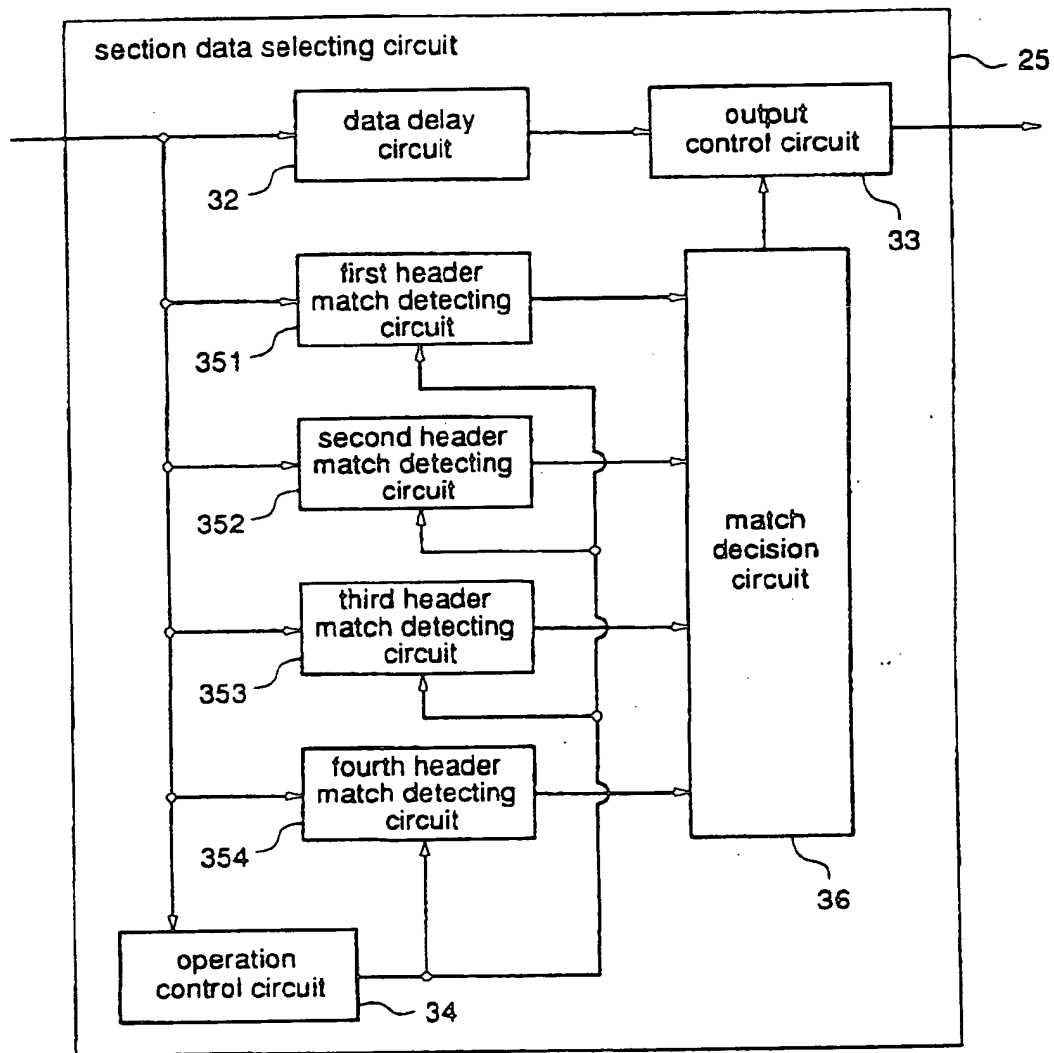 section data selecting circuit
25
data delay
circuit
32
output
control circuit
33
first header
match detecting
circuit
351
second header
match detecting
circuit
352
match
decision
circuit
36
third header
match detecting
circuit
353
fourth header
match detecting
circuit
354
operation
control circuit
34